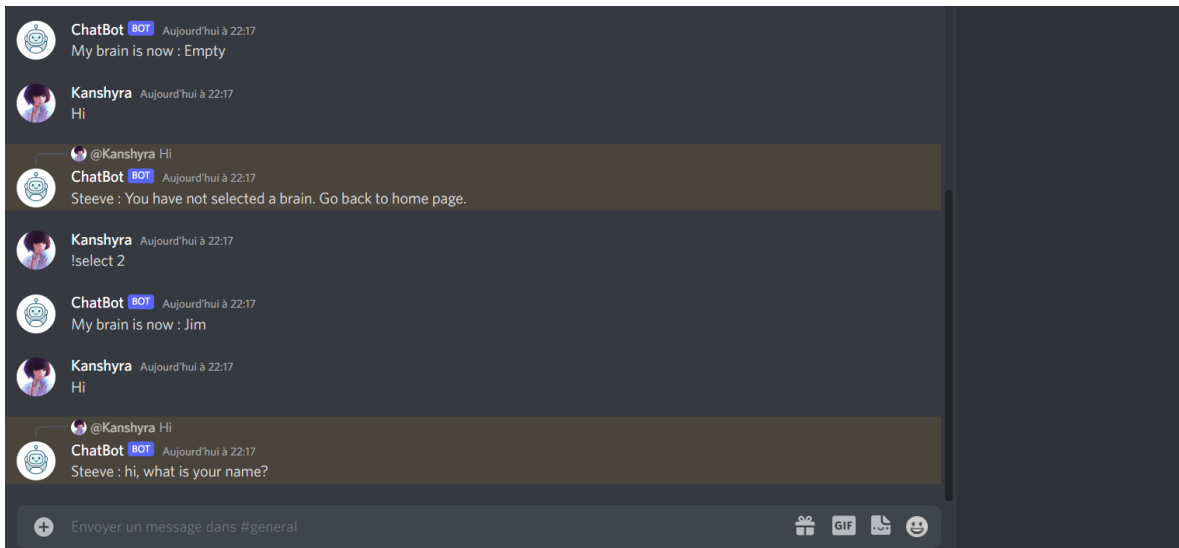 ChatBot BOT Aujourd'hui à 22:17
My brain is now : Empty
Kanshyra Aujourd'hui à 22:17
Hi
@Kanshyra Hi
ChatBot BOT Aujourd'hui à 22:17
Steeve : You have not selected a brain. Go back to home page.
Kanshyra Aujourd'hui à 22:17
!select 2
ChatBot BOT Aujourd'hui à 22:17
My brain is now : Jim
Kanshyra Aujourd'hui à 22:17
Hi
@Kanshyra Hi
ChatBot BOT Aujourd'hui à 22:17
Steeve : hi, what is your name?
Envoyer un message dans #general GIF